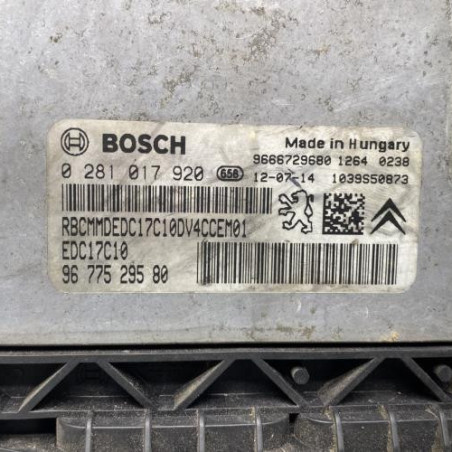 BOSCH
Made in Hungary
9666729680 1264 0238
0 281 017 920 656
12-07-14 1039S50873
RBCMMDEDC17C10DV4CCEM01
EDC17C10
96 775 295 80